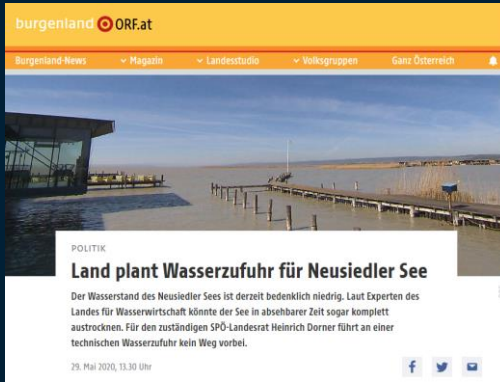 burgenland ORF.at
Burgenland-News Magazin Landesstudio Volksgruppen Ganz Österreich
POLITIK
Land plant Wasserzufuhr für Neusiedler See
Der Wasserstand des Neusiedler Sees ist derzeit bedenklich niedrig. Laut Experten des
Landes für Wasserwirtschaft könnte der See in absehbarer Zeit sogar komplett
austrocknen. Für den zuständigen SPÖ-Landesrat Heinrich Dorner führt an einer
technischen Wasserzufuhr kein Weg vorbei.
29. Mai 2020, 13.30 Uhr